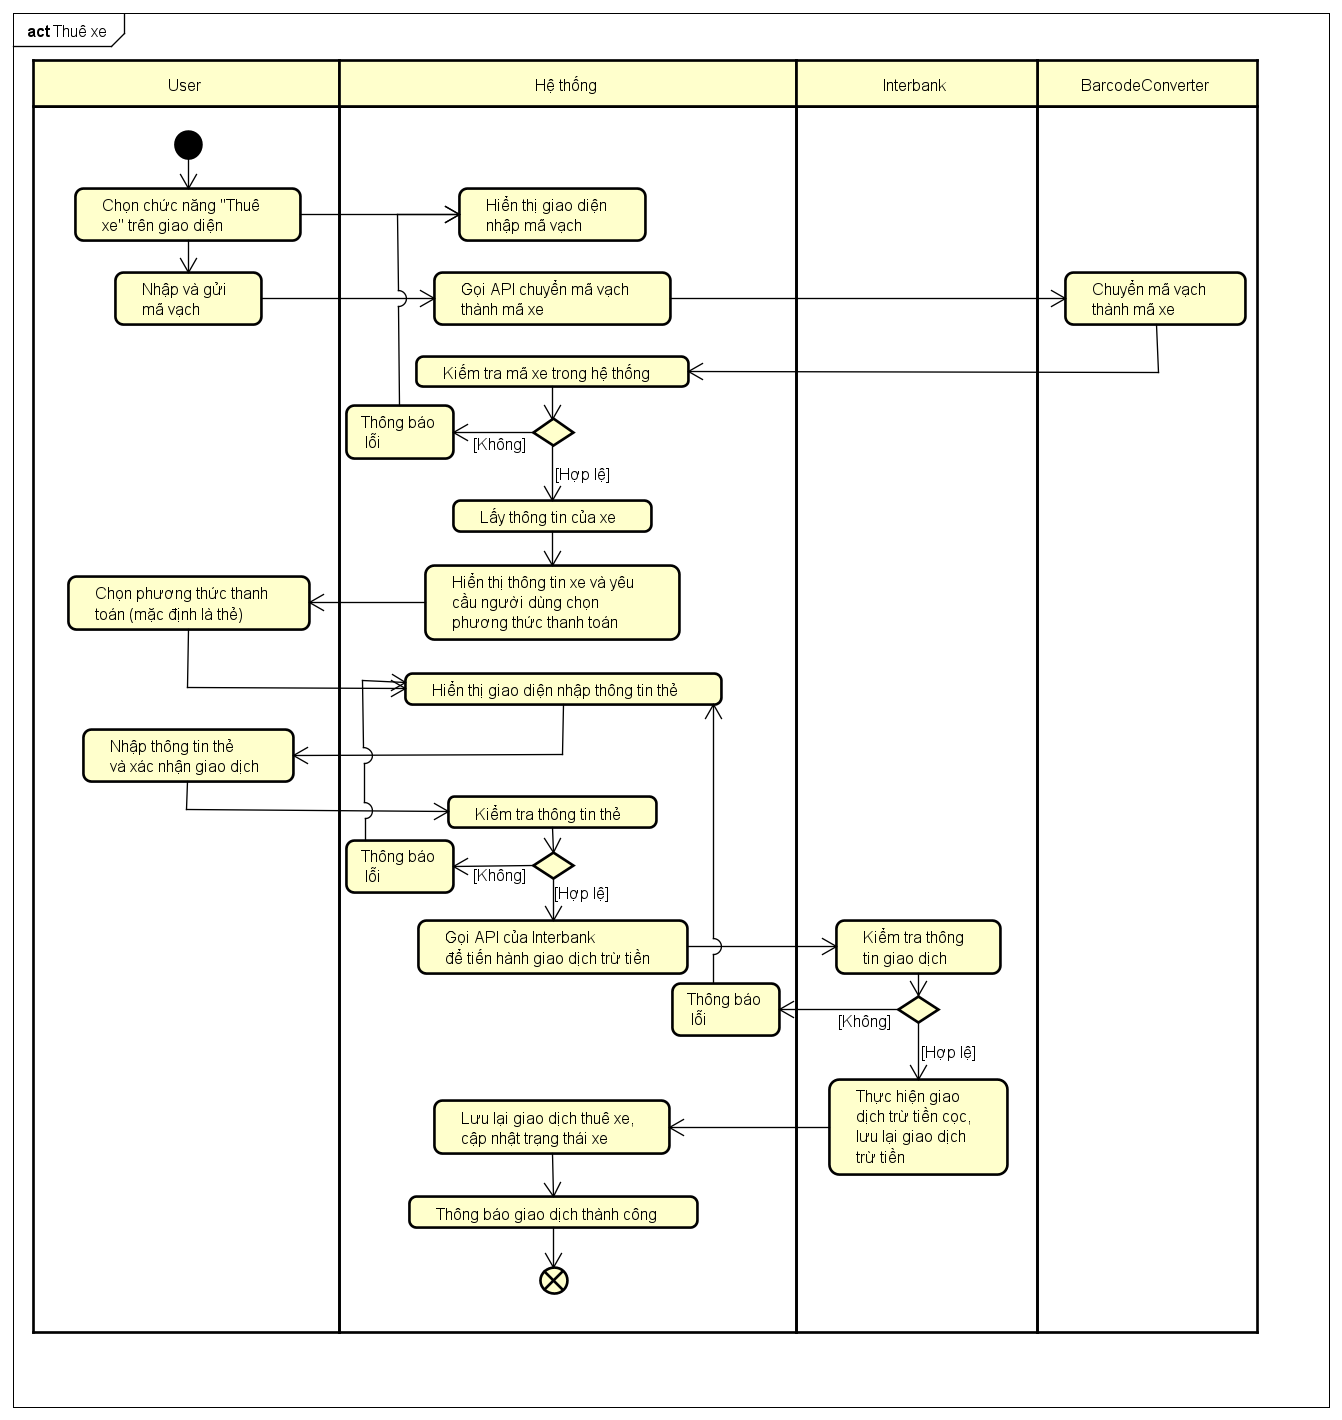 act Thuê xe
User
Hệ thống
Interbank
BarcodeConverter
Chọn chức năng "Thuê
xe" trên giao diện
Hiển thị giao diện
nhập mã vạch
Nhập và gửi
mã vạch
Gọi API chuyển mã vạch
thành mã xe
Chuyển mã vạch
thành mã xe
Kiểm tra mã xe trong hệ thống
Thông báo
lỗi
[Không]
[Hợp lệ]
Lấy thông tin của xe
Hiển thị thông tin xe và yêu
cầu người dùng chọn
phương thức thanh toán
Chọn phương thức thanh
toán (mặc định là thẻ)
Hiển thị giao diện nhập thông tin thẻ
Nhập thông tin thẻ
và xác nhận giao dịch
Kiểm tra thông tin thẻ
Thông báo
lỗi
[Không]
[Hợp lệ]
Gọi API của Interbank
để tiến hành giao dịch trừ tiền
Kiểm tra thông
tin giao dịch
Thông báo
lỗi
[Không]
[Hợp lệ]
Thực hiện giao
dịch trừ tiền cọc,
lưu lại giao dịch
trừ tiền
Lưu lại giao dịch thuê xe,
cập nhật trạng thái xe
Thông báo giao dịch thành công